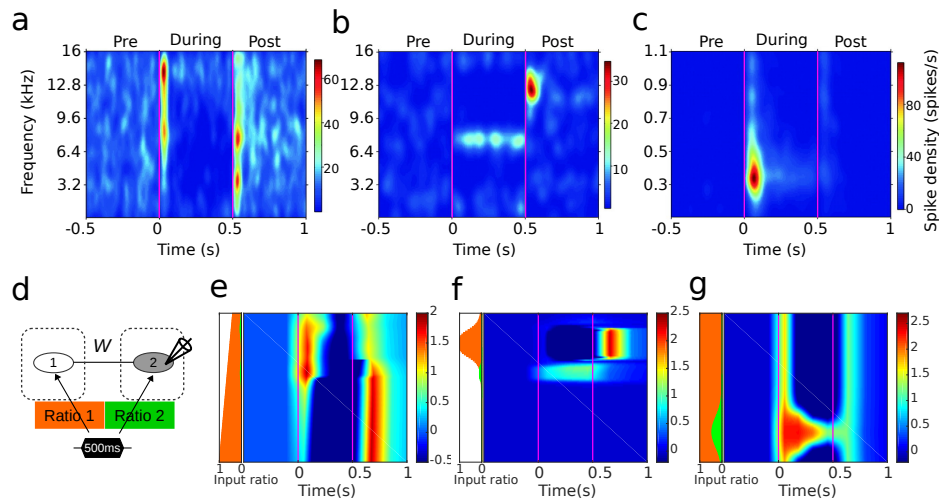 a
Pre During Post
16
12.8
9.6
6.4
3.2
Frequency (kHz)
-0.5 0 0.5 1
Time (s)
60
40
20
b
Pre During Post
16
12.8
9.6
6.4
3.2
-0.5 0 0.5 1
Time (s)
30
20
10
0
c
Pre During Post
1.1
0.9
0.7
0.5
0.3
-0.5 0 0.5 1
Time (s)
80
40
0
Spike density (spikes/s)
d
W
1
2
Ratio 1 Ratio 2
500ms
e
1 0
Input ratio
0 0.5 1
Time(s)
2
1.5
1
0.5
0
-0.5
f
1 0
Input ratio
0 0.5 1
Time(s)
2.5
2
1.5
1
0.5
0
g
1 0
Input ratio
0 0.5 1
Time(s)
2.5
2
1.5
1
0.5
0